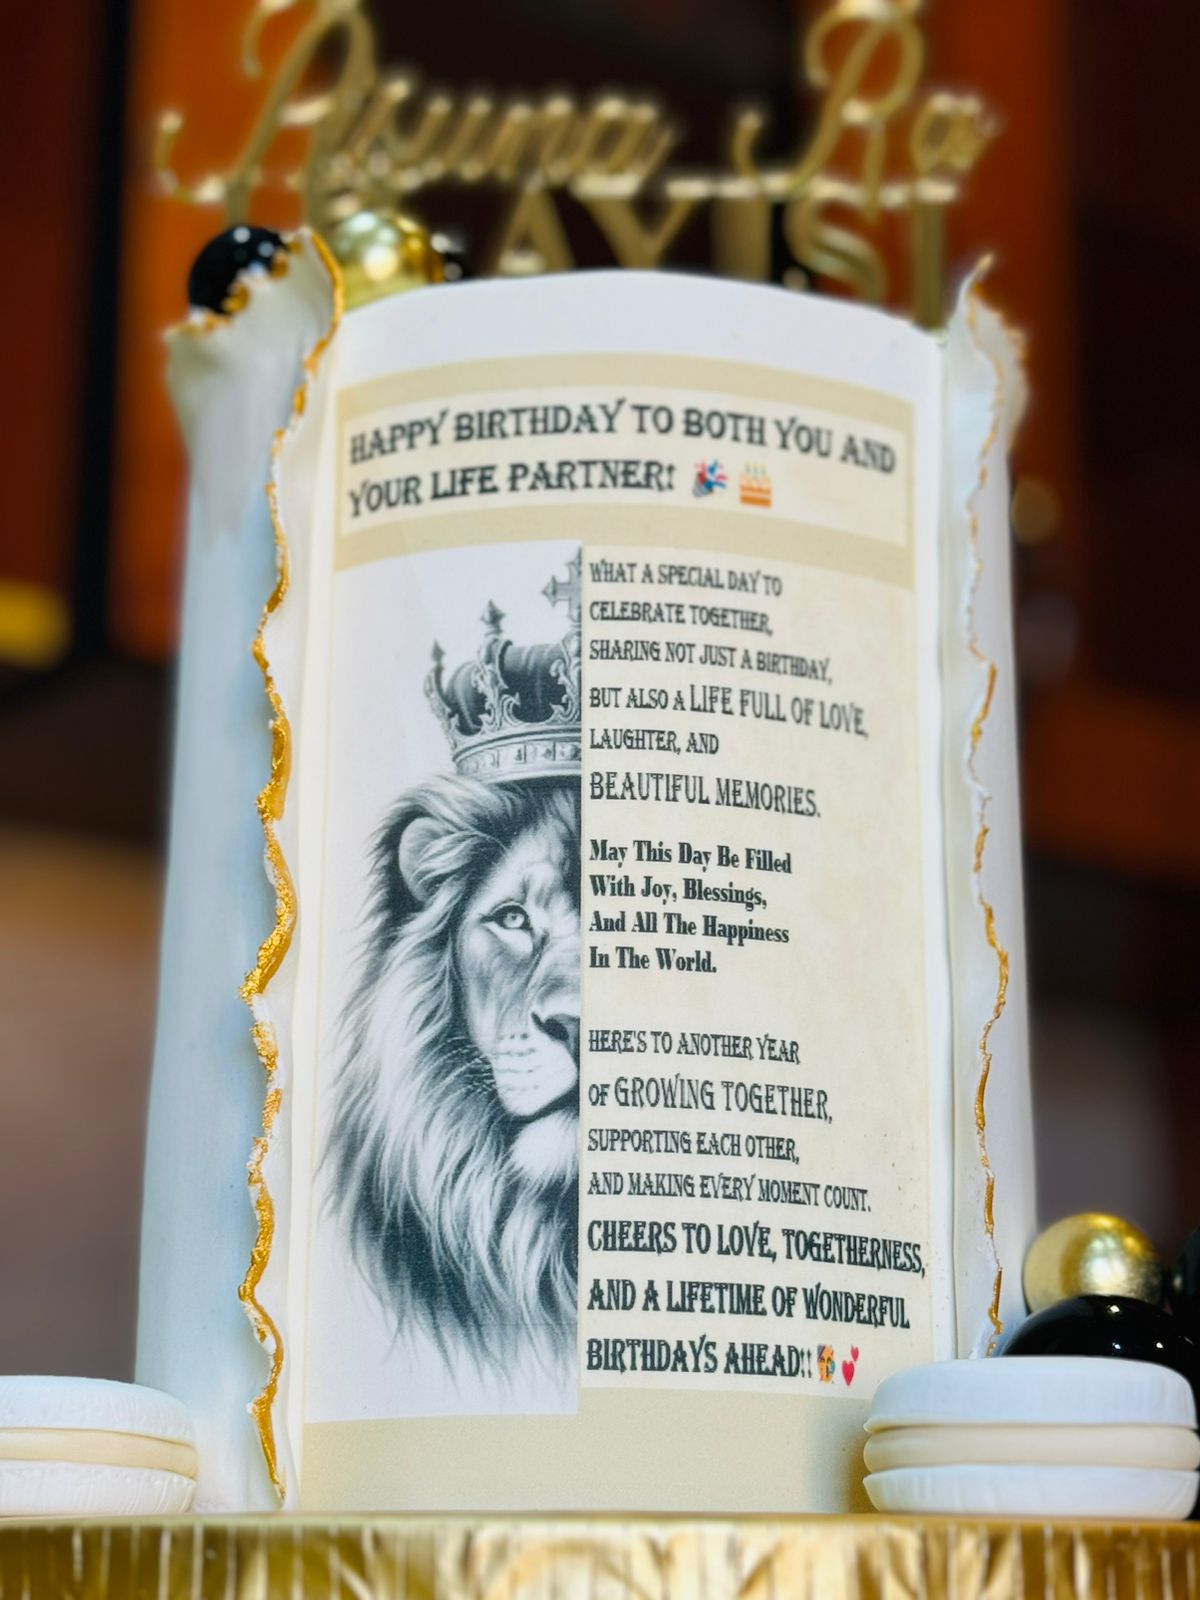 HAPPY BIRTHDAY TO BOTH YOU AND
YOUR LIFE PARTNER! 🎉 🎂
WHAT A SPECIAL DAY TO
CELEBRATE TOGETHER,
SHARING NOT JUST A BIRTHDAY,
BUT ALSO A LIFE FULL OF LOVE,
LAUGHTER, AND
BEAUTIFUL MEMORIES.
May This Day Be Filled
With Joy, Blessings,
And All The Happiness
In The World.
HERE'S TO ANOTHER YEAR
OF GROWING TOGETHER,
SUPPORTING EACH OTHER,
AND MAKING EVERY MOMENT COUNT.
CHEERS TO LOVE, TOGETHERNESS,
AND A LIFETIME OF WONDERFUL
BIRTHDAYS AHEAD!! 🥳 💕